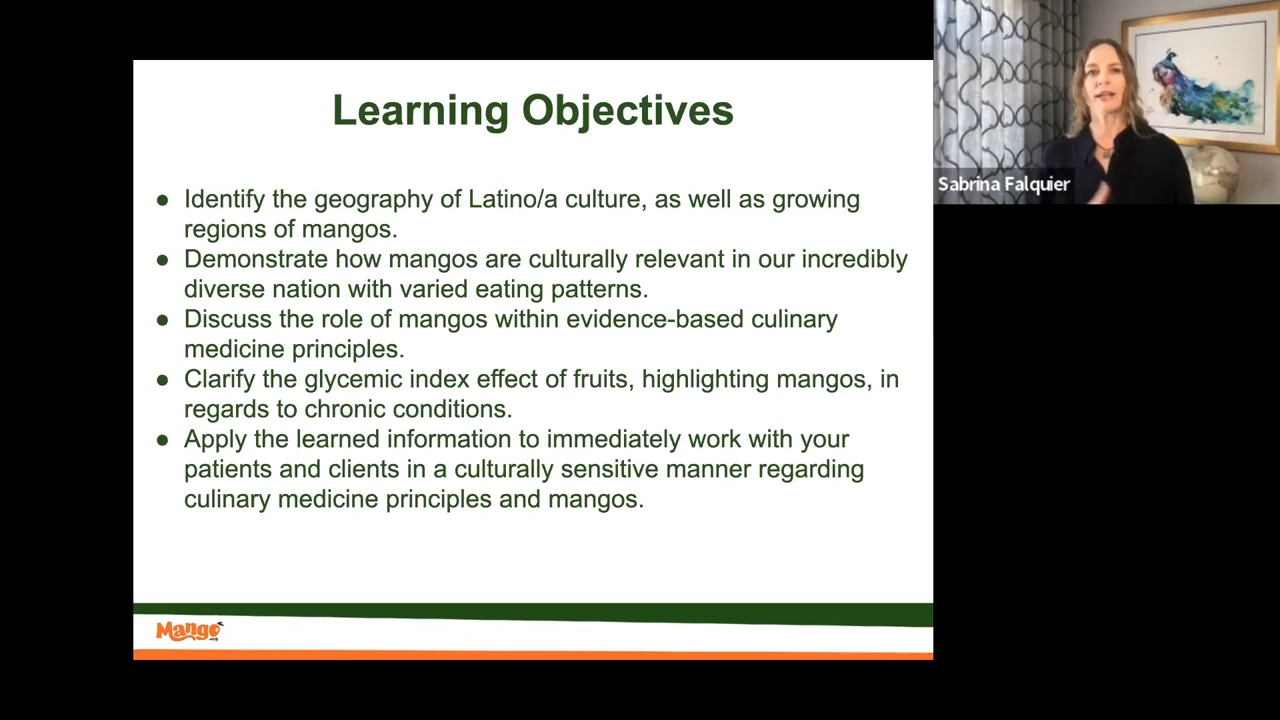 Learning Objectives
● Identify the geography of Latino/a culture, as well as growing
regions of mangos.
● Demonstrate how mangos are culturally relevant in our incredibly
diverse nation with varied eating patterns.
● Discuss the role of mangos within evidence-based culinary
medicine principles.
● Clarify the glycemic index effect of fruits, highlighting mangos, in
regards to chronic conditions.
● Apply the learned information to immediately work with your
patients and clients in a culturally sensitive manner regarding
culinary medicine principles and mangos.
Mango.org
Sabrina Falquier